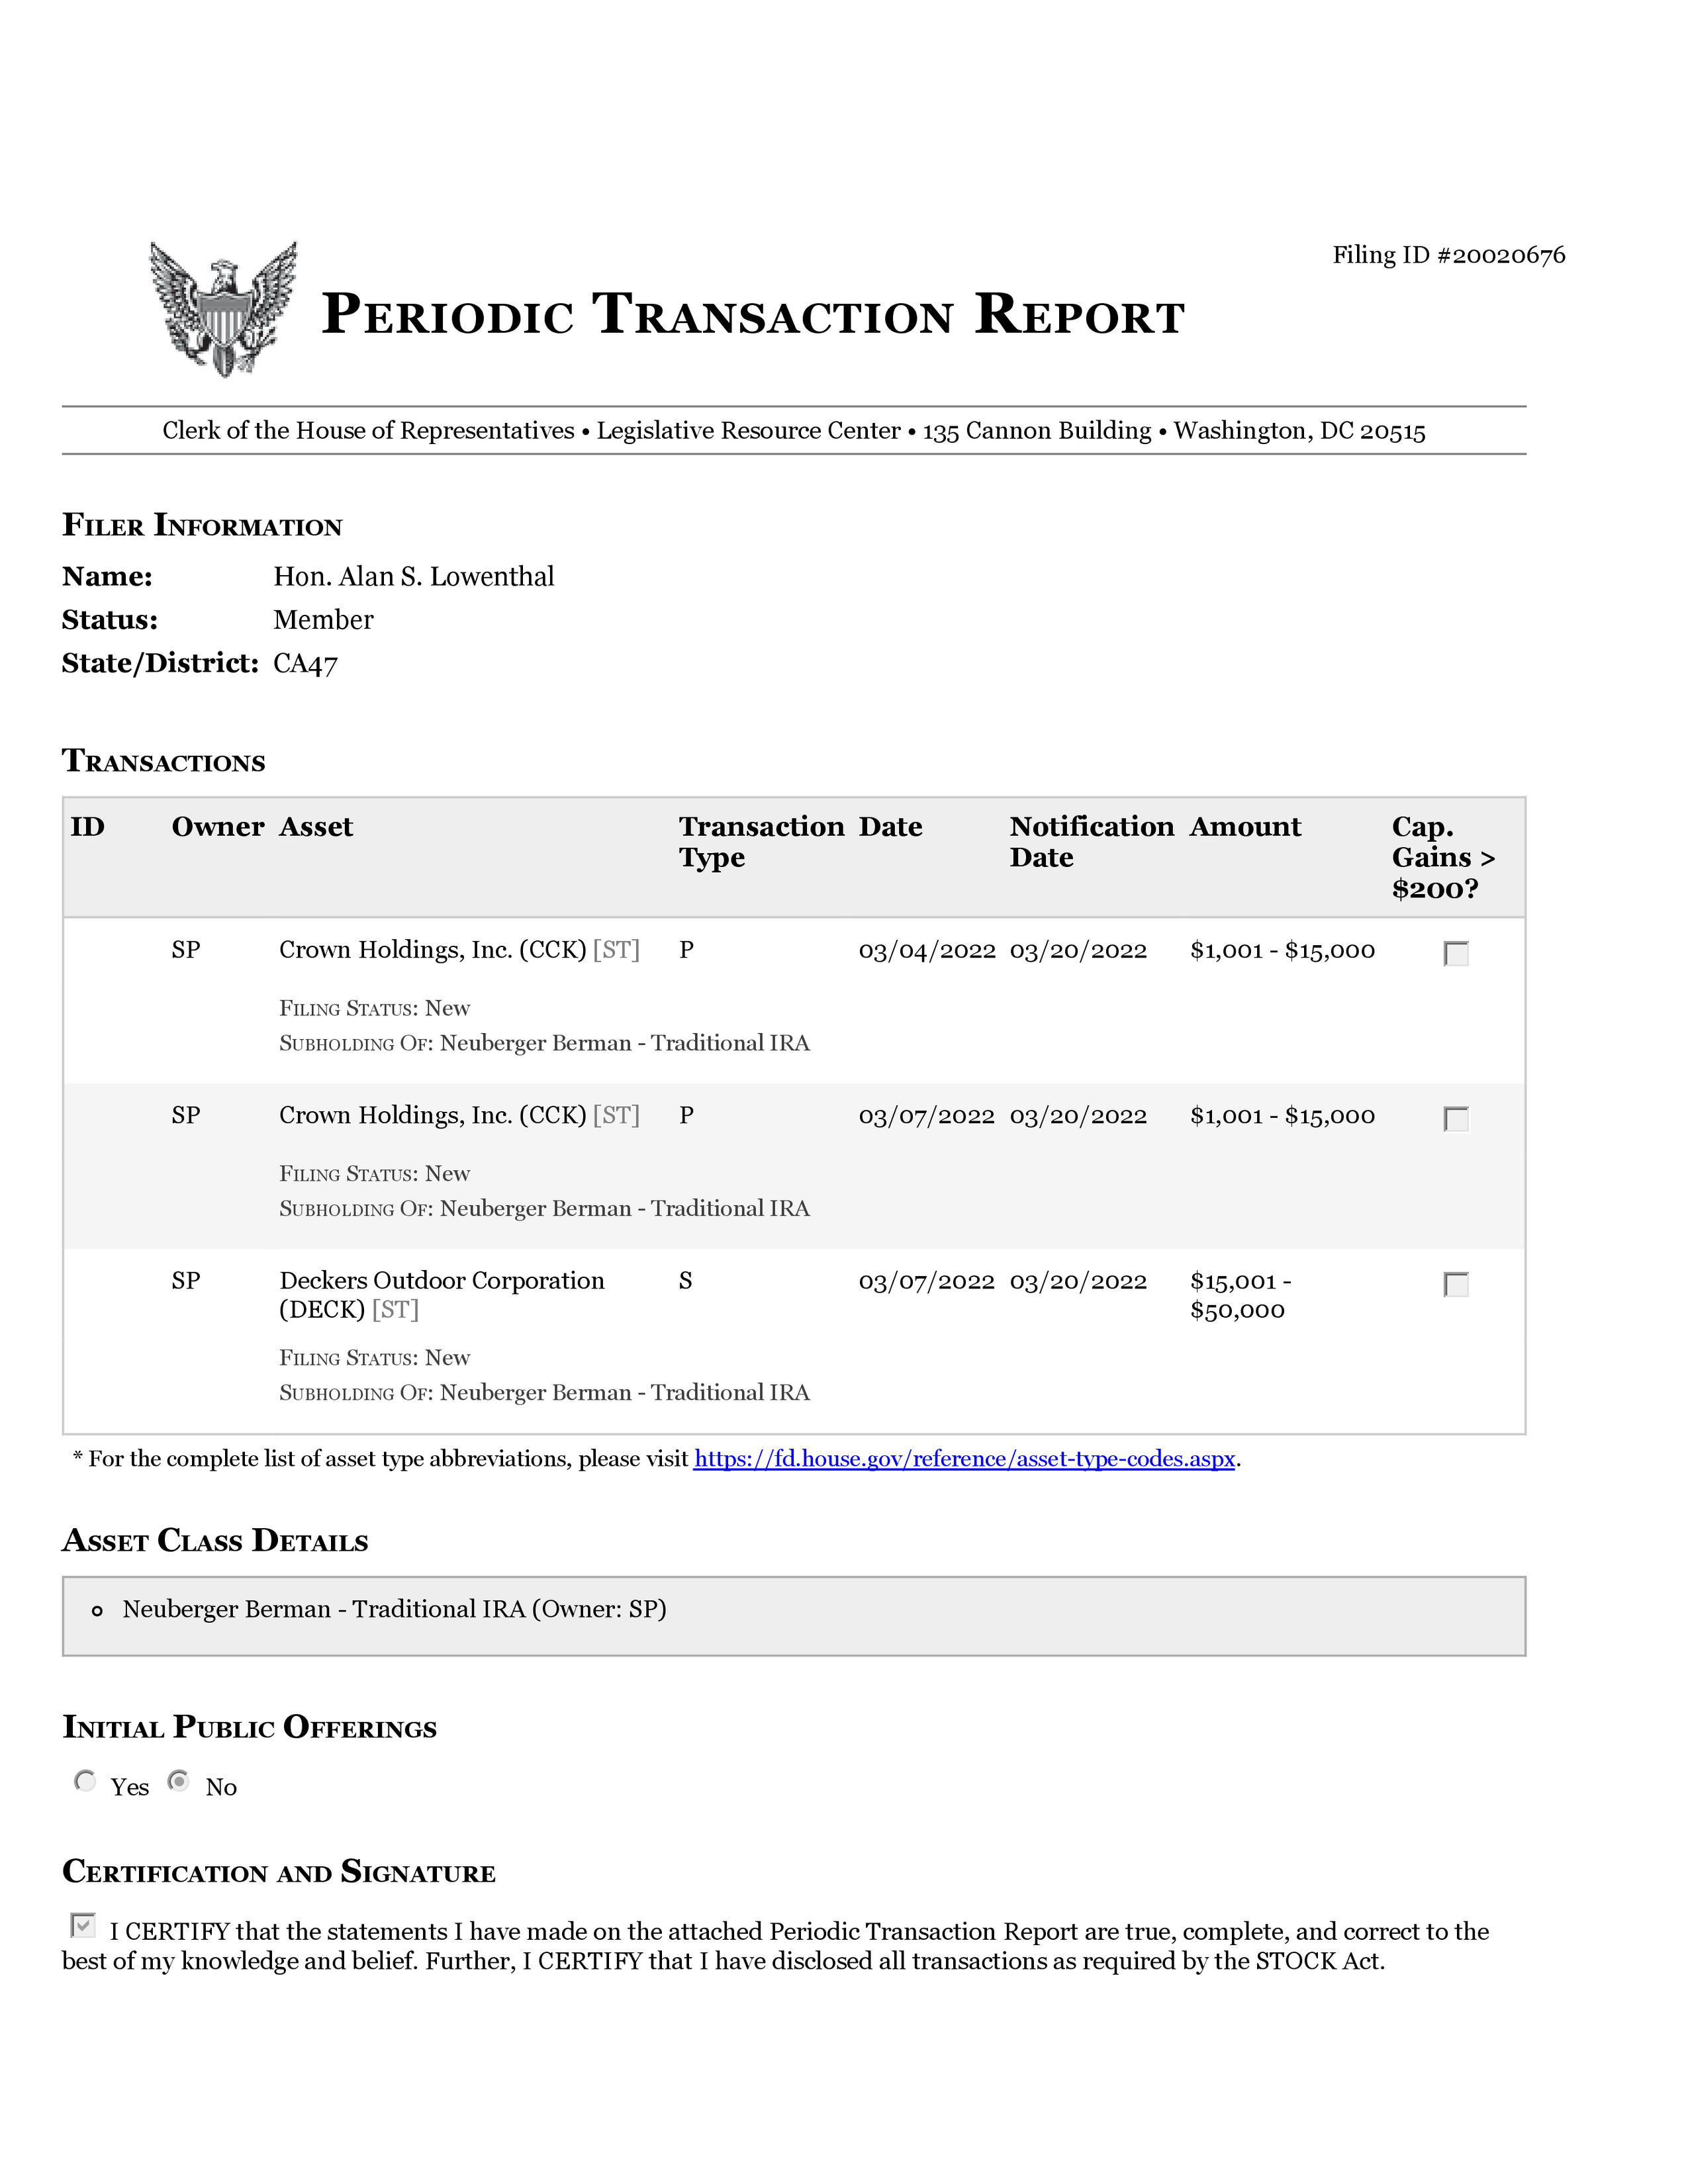 Filing ID #20020676
Periodic Transaction Report
Clerk of the House of Representatives • Legislative Resource Center • 135 Cannon Building • Washington, DC 20515
Filer Information
Name: Hon. Alan S. Lowenthal
Status: Member
State/District: CA47
Transactions
ID Owner Asset Transaction Type Date Notification Date Amount Cap. Gains > $200?
SP Crown Holdings, Inc. (CCK) [ST] P 03/04/2022 03/20/2022 $1,001 - $15,000
Filing Status: New
Subholding Of: Neuberger Berman - Traditional IRA
SP Crown Holdings, Inc. (CCK) [ST] P 03/07/2022 03/20/2022 $1,001 - $15,000
Filing Status: New
Subholding Of: Neuberger Berman - Traditional IRA
SP Deckers Outdoor Corporation (DECK) [ST] S 03/07/2022 03/20/2022 $15,001 - $50,000
Filing Status: New
Subholding Of: Neuberger Berman - Traditional IRA
* For the complete list of asset type abbreviations, please visit https://fd.house.gov/reference/asset-type-codes.aspx.
Asset Class Details
Neuberger Berman - Traditional IRA (Owner: SP)
Initial Public Offerings
Yes No
Certification and Signature
I CERTIFY that the statements I have made on the attached Periodic Transaction Report are true, complete, and correct to the
best of my knowledge and belief. Further, I CERTIFY that I have disclosed all transactions as required by the STOCK Act.